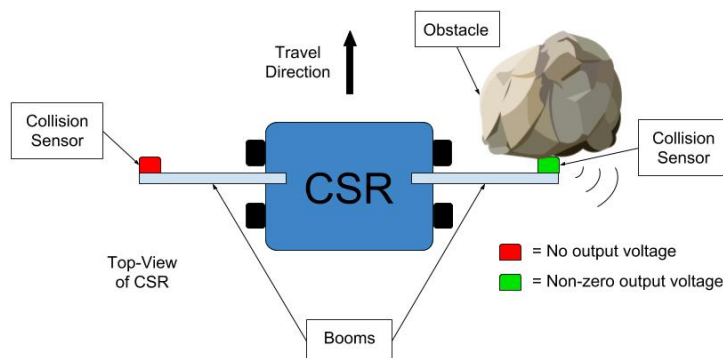 Travel
Direction
Obstacle
Collision
Sensor
Collision
Sensor
CSR
Top-View
of CSR
= No output voltage
= Non-zero output voltage
Booms